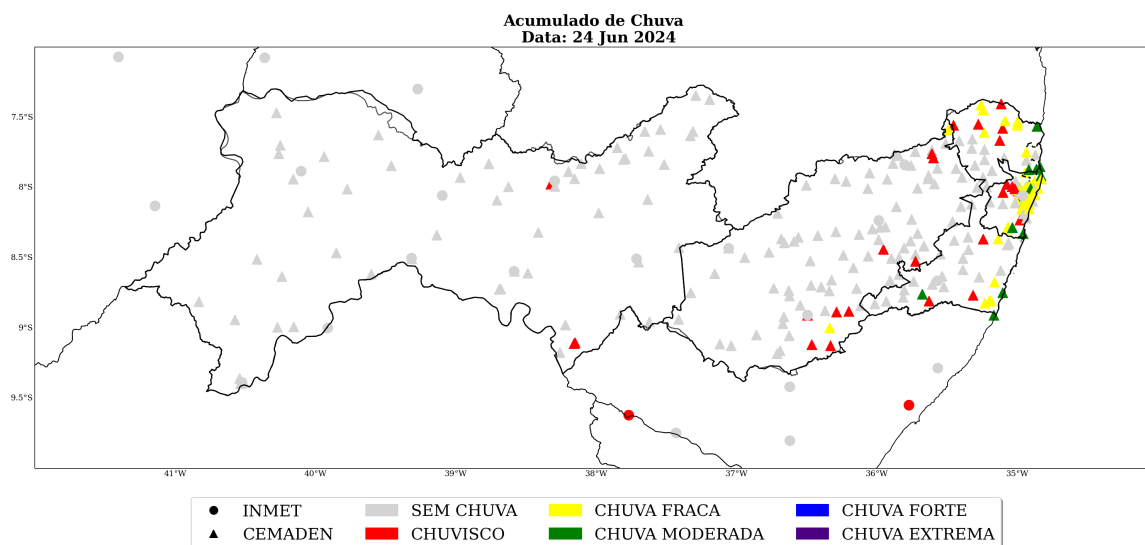 Acumulado de Chuva
Data: 24 Jun 2024
7.5°S
8°S
8.5°S
9°S
9.5°S
41°W 40°W 39°W 38°W 37°W 36°W 35°W
INMET SEM CHUVA CHUVA FRACA CHUVA FORTE
CEMADEN CHUVISCO CHUVA MODERADA CHUVA EXTREMA